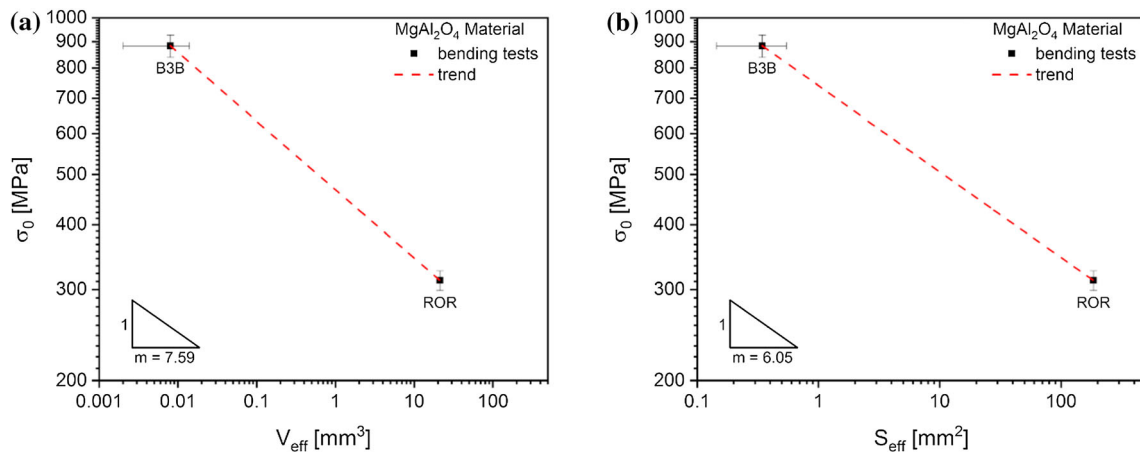 (a)
1000
900
800
700
600
500
400
300
200
σ₀ [MPa]
MgAl₂O₄ Material
bending tests
trend
B3B
ROR
1
m = 7.59
0.001
0.01
0.1
1
10
100
V_eff [mm³]
(b)
1000
900
800
700
600
500
400
300
200
σ₀ [MPa]
MgAl₂O₄ Material
bending tests
trend
B3B
ROR
1
m = 6.05
0.1
1
10
100
S_eff [mm²]